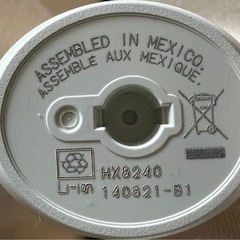 ASSEMBLED IN MEXICO.
ASSEMBLÉ AUX MEXIQUE.
HX8240
Li-ion 140821-B1